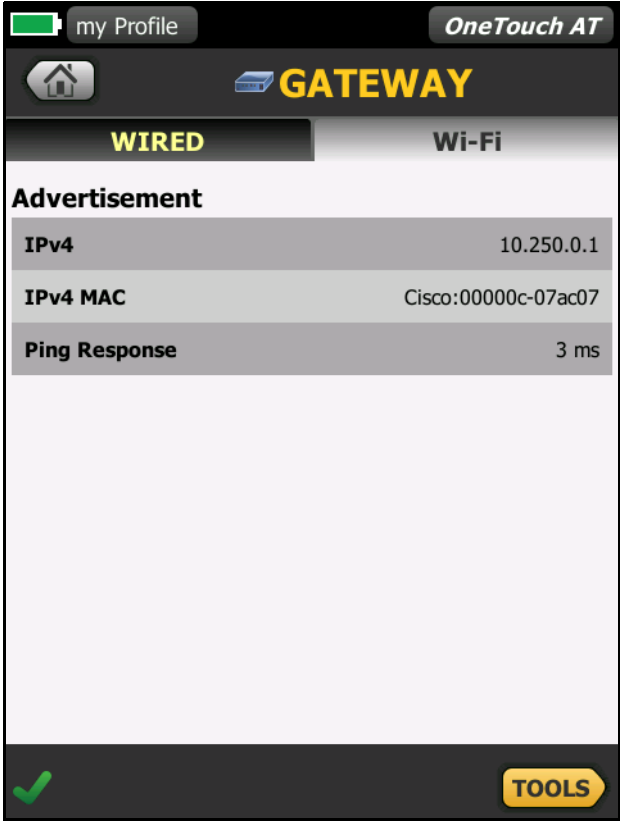 my Profile OneTouch AT
GATEWAY
WIRED Wi-Fi
Advertisement
IPv4 10.250.0.1
IPv4 MAC Cisco:00000c-07ac07
Ping Response 3 ms
TOOLS